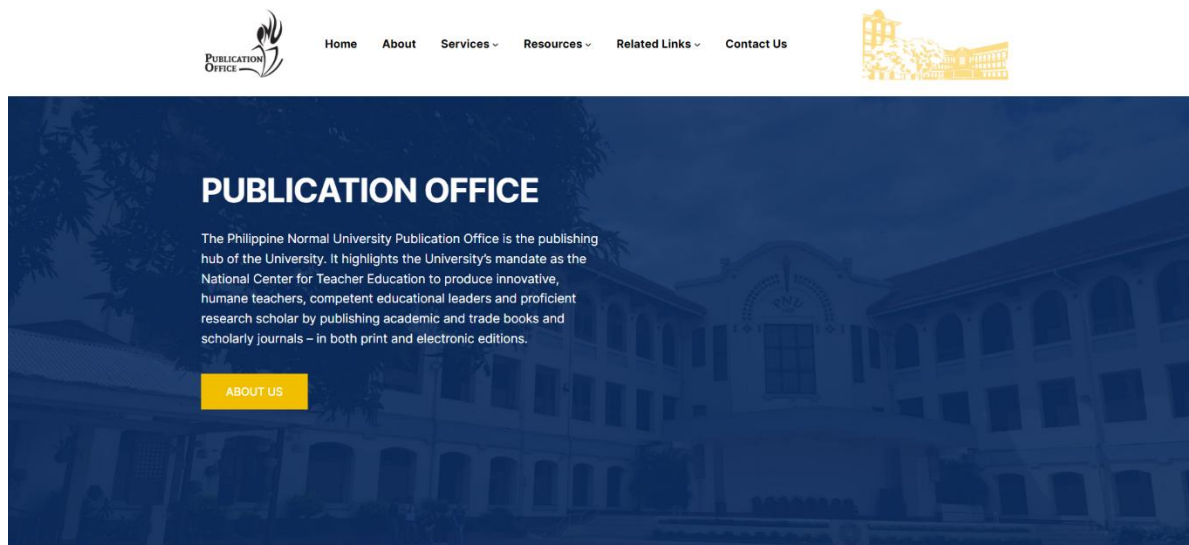 PUBLICATION
OFFICE
Home About Services Resources Related Links Contact Us
PUBLICATION OFFICE
The Philippine Normal University Publication Office is the publishing
hub of the University. It highlights the University’s mandate as the
National Center for Teacher Education to produce innovative,
humane teachers, competent educational leaders and proficient
research scholar by publishing academic and trade books and
scholarly journals – in both print and electronic editions.
ABOUT US
PNU